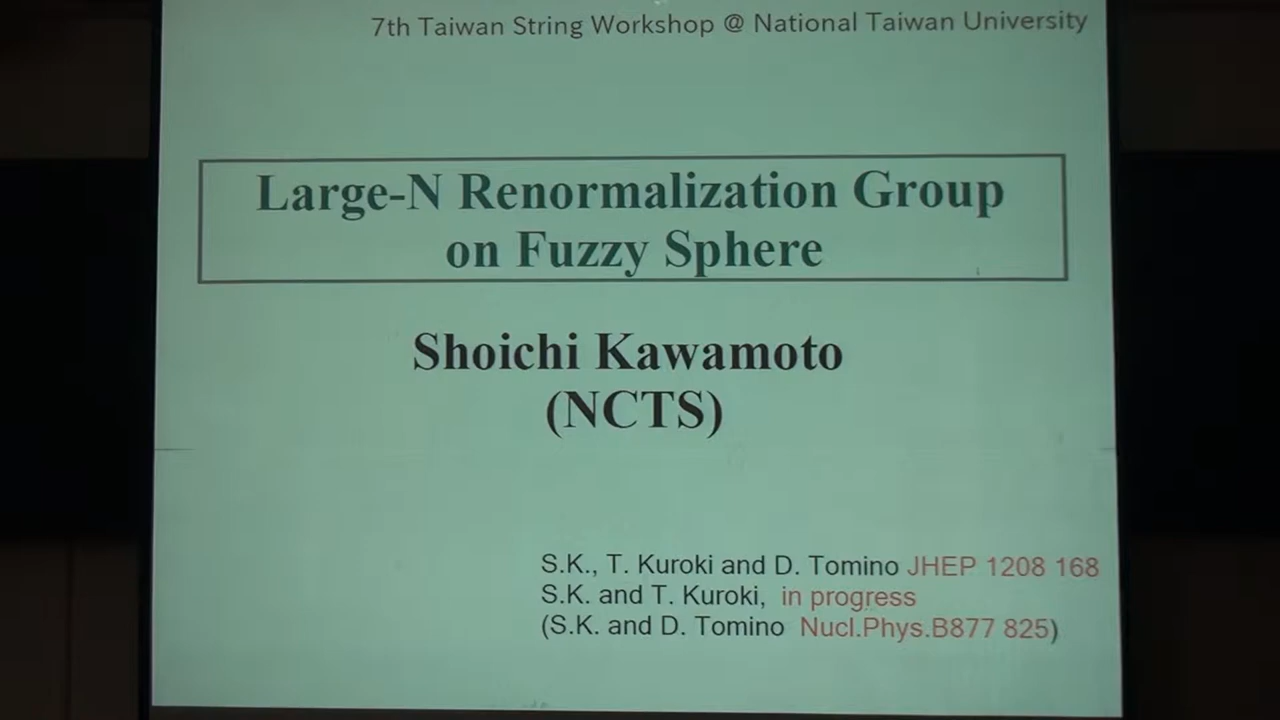 7th Taiwan String Workshop @ National Taiwan University
Large-N Renormalization Group
on Fuzzy Sphere
Shoichi Kawamoto
(NCTS)
S.K., T. Kuroki and D. Tomino JHEP 1208 168
S.K. and T. Kuroki, in progress
(S.K. and D. Tomino Nucl.Phys.B877 825)